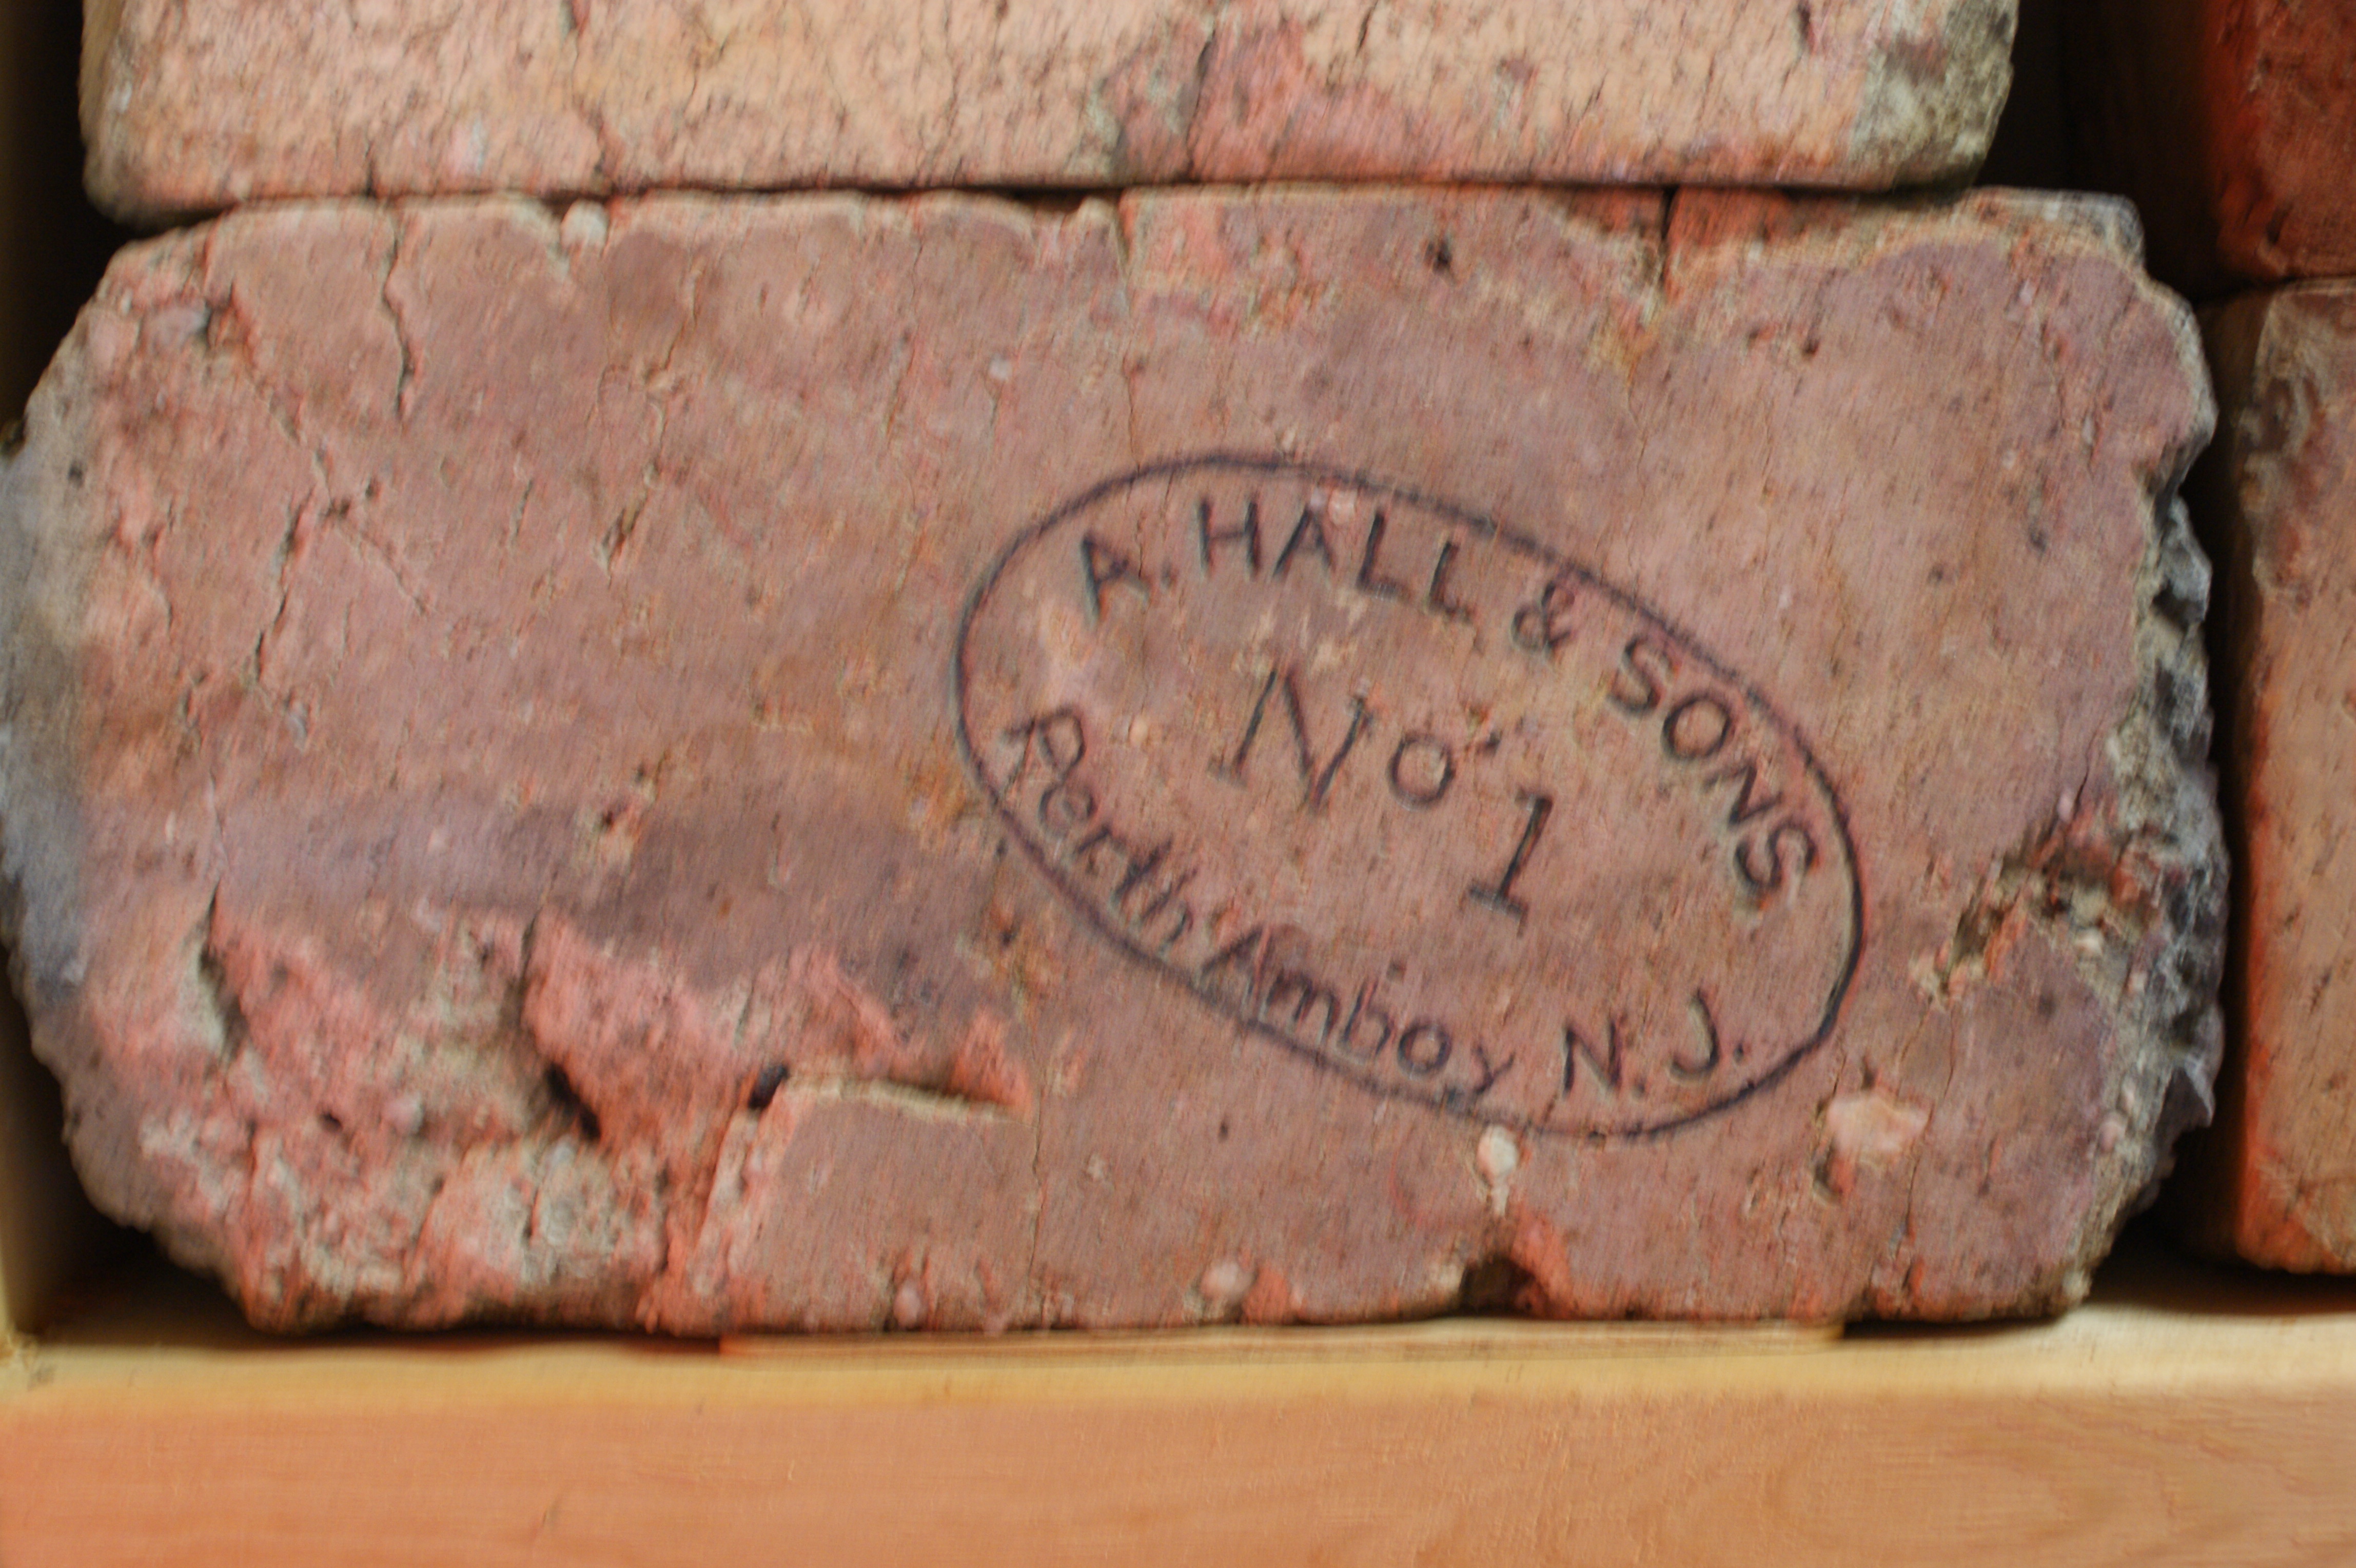 A. HALL & SONS
No. 1
Perth Amboy N. J.